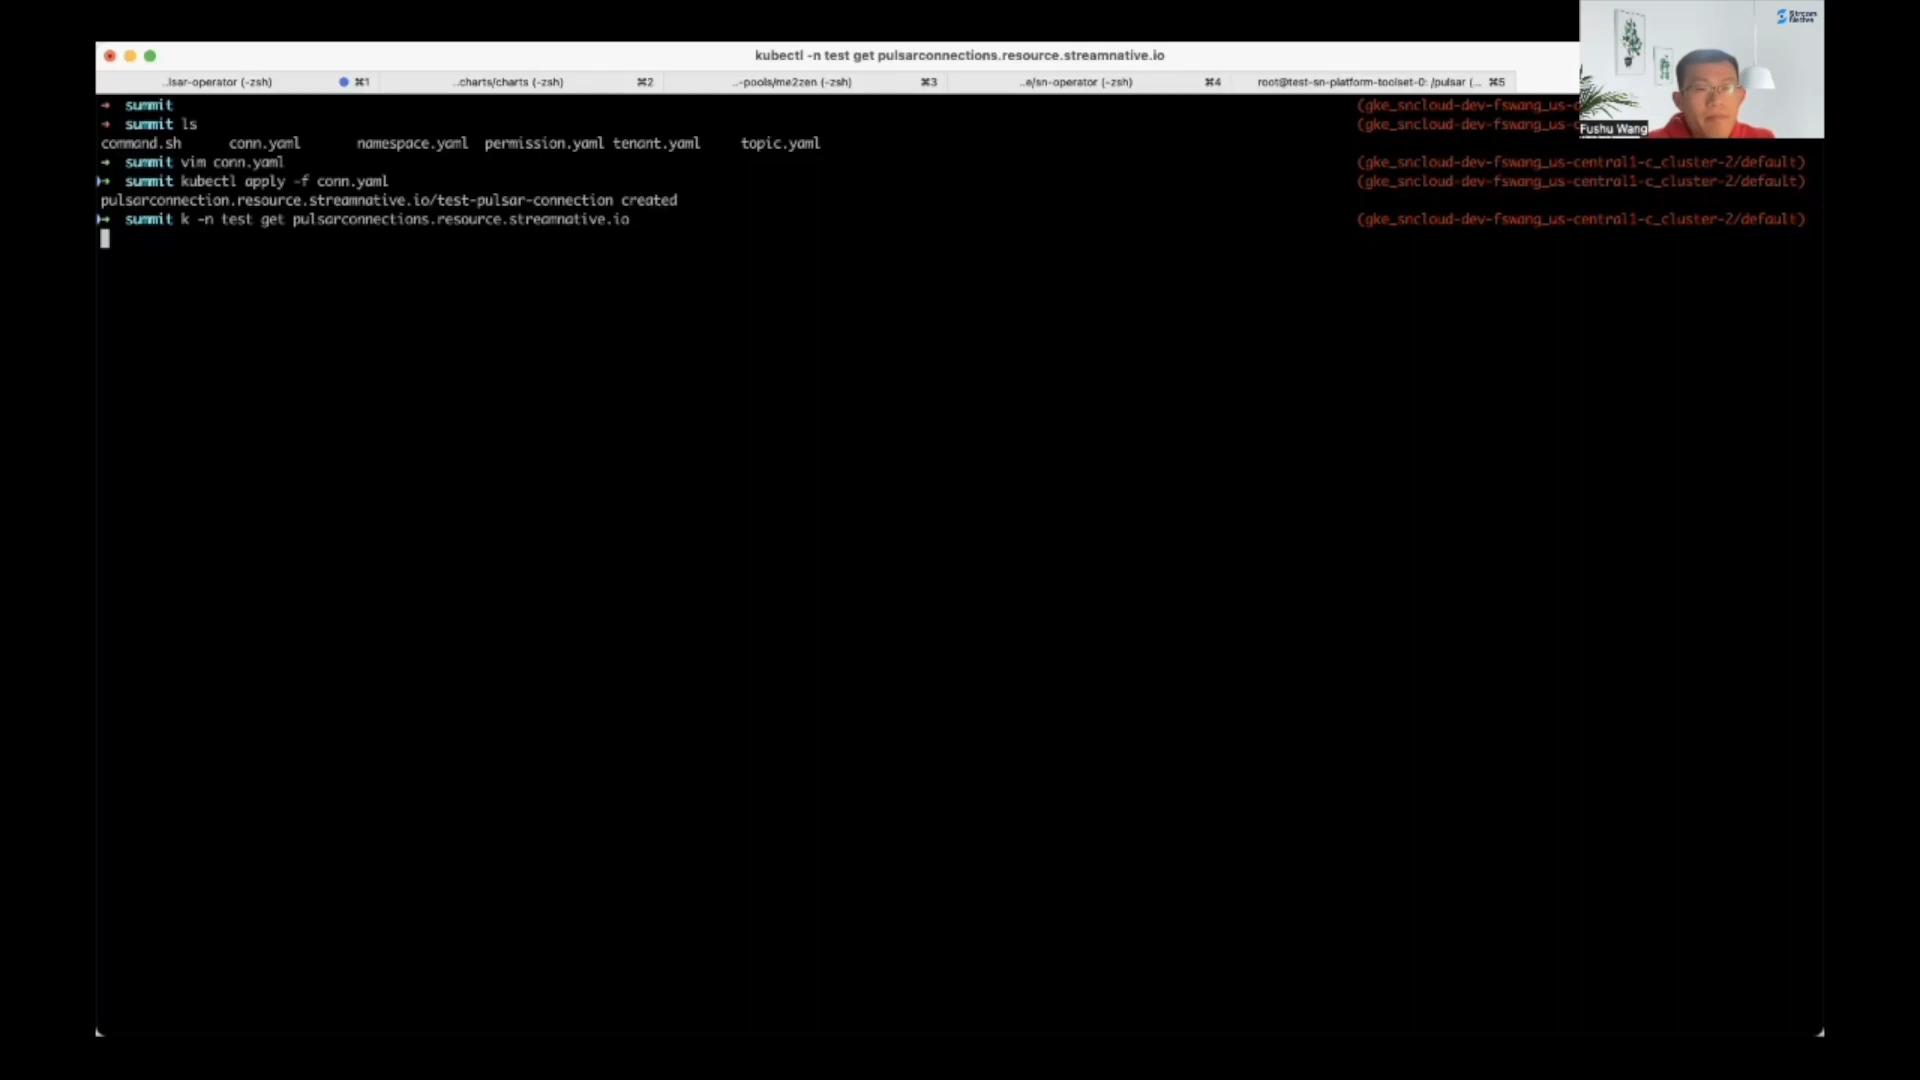 kubectl -n test get pulsarconnections.resource.streamnative.io
..lsar-operator (-zsh) ⌘1 ..charts/charts (-zsh) ⌘2 ..-pools/me2zen (-zsh) ⌘3 ..e/sn-operator (-zsh) ⌘4 root@test-sn-platform-toolset-0: /pulsar (... ⌘5
Stream Native
Fushu Wang
➜ summit (gke_sncloud-dev-fswang_us-c
➜ summit ls (gke_sncloud-dev-fswang_us-c
command.sh conn.yaml namespace.yaml permission.yaml tenant.yaml topic.yaml
➜ summit vim conn.yaml (gke_sncloud-dev-fswang_us-central1-c_cluster-2/default)
➜ summit kubectl apply -f conn.yaml (gke_sncloud-dev-fswang_us-central1-c_cluster-2/default)
pulsarconnection.resource.streamnative.io/test-pulsar-connection created
➜ summit k -n test get pulsarconnections.resource.streamnative.io (gke_sncloud-dev-fswang_us-central1-c_cluster-2/default)